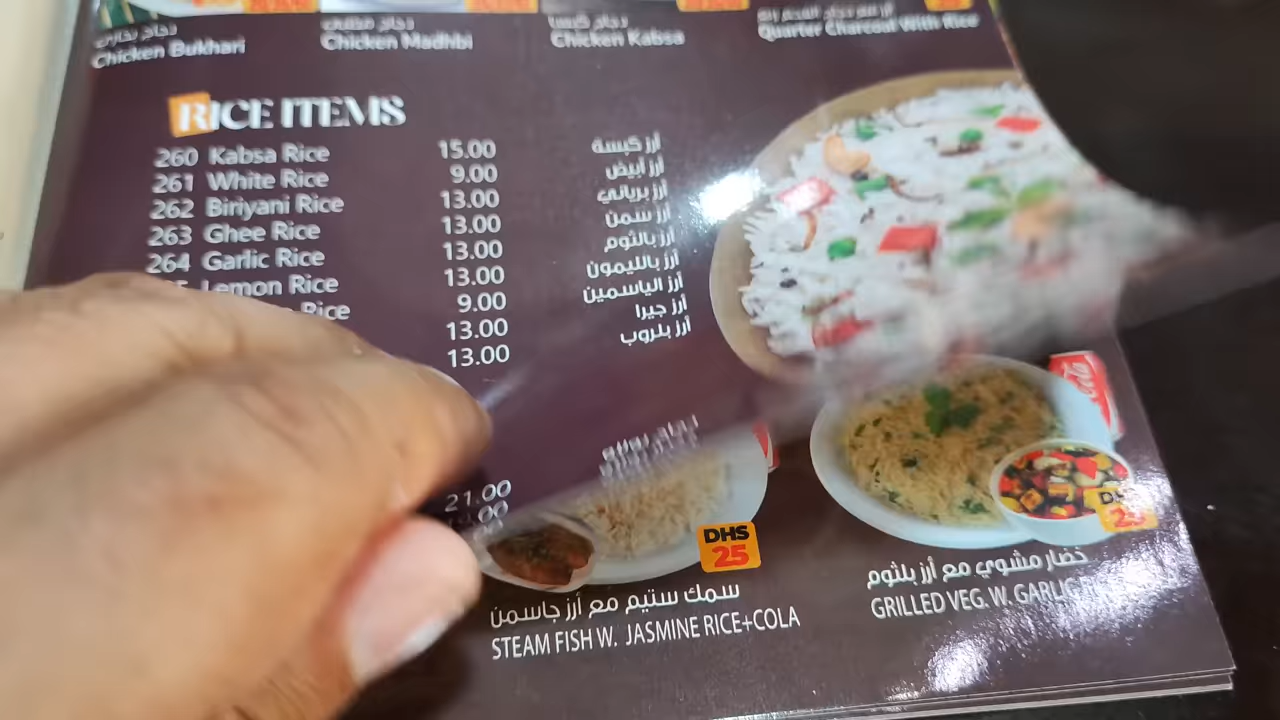 دجاج بخاري
Chicken Bukhari
دجاج مظبي
Chicken Madhbi
دجاج كبسا
Chicken Kabsa
Quarter Charcoal With Rice
RICE ITEMS
260 Kabsa Rice 15.00 أرز كبسة
261 White Rice 9.00 أرز أبيض
262 Biriyani Rice 13.00 أرز برياني
263 Ghee Rice 13.00 أرز سمن
264 Garlic Rice 13.00 أرز بالثوم
Lemon Rice 13.00 أرز بالليمون
Rice 9.00 أرز الياسمين
13.00 أرز جيرا
13.00 أرز بلروب
21.00
DHS
25
سمك ستيم مع أرز جاسمن
STEAM FISH W. JASMINE RICE+COLA
25
خضار مشوي مع أرز بلثوم
GRILLED VEG. W. GARLIC